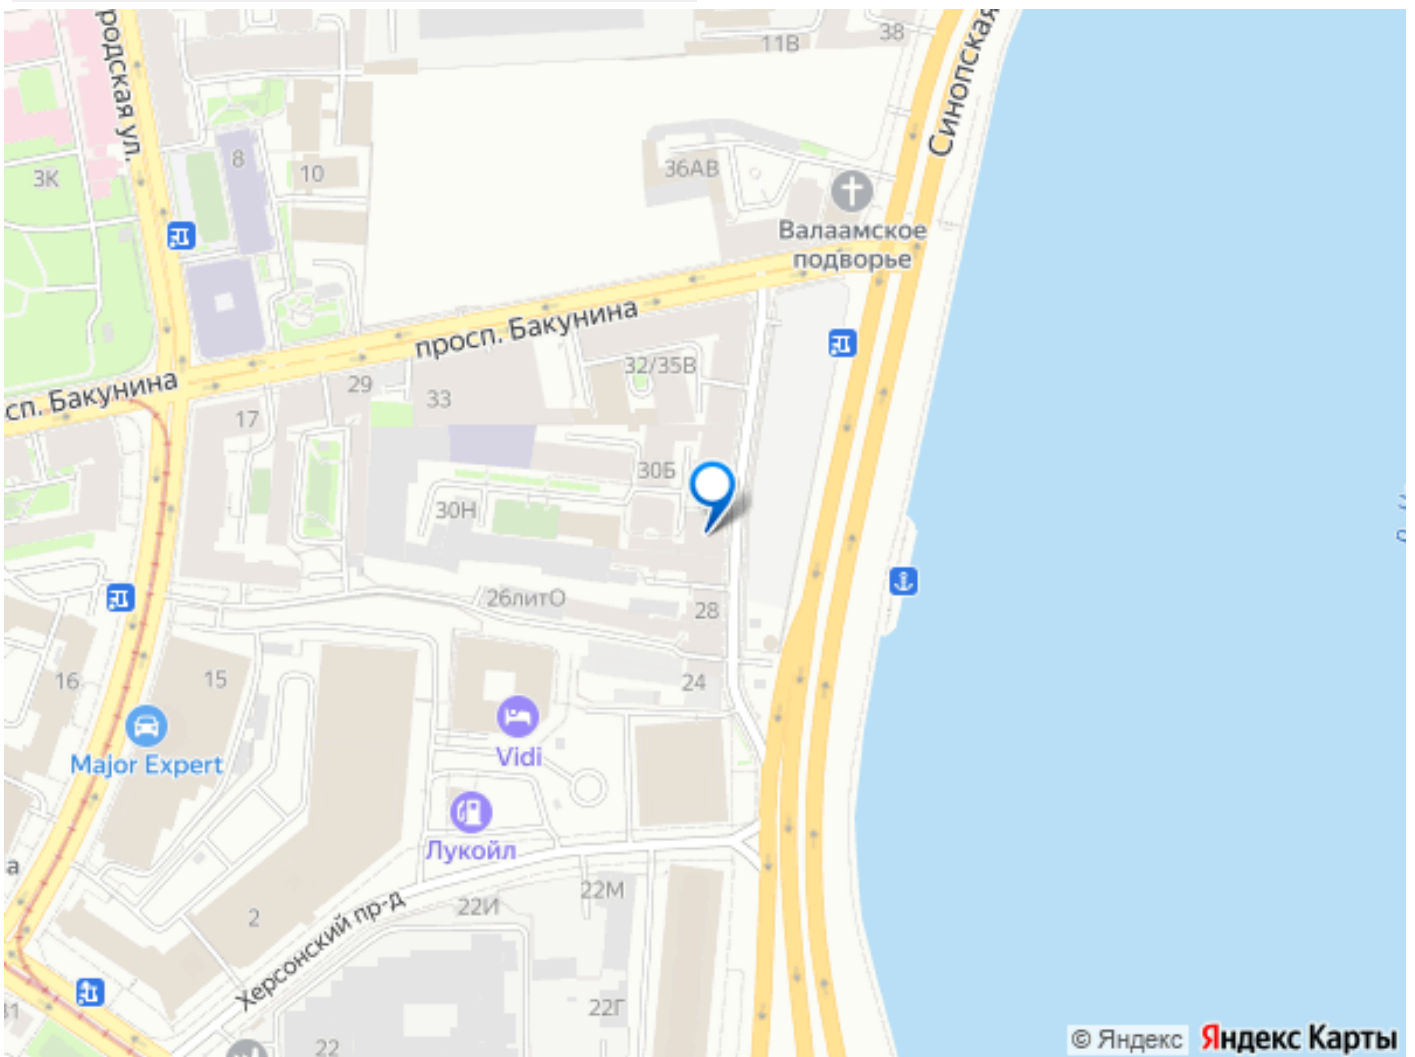 родская ул.
38
11В
Синопская
3К
8
10
36АВ
Валаамское
подворье
просп. Бакунина
32/35В
сп. Бакунина
29
33
17
30Б
30Н
26литО
28
16
15
24
Major Expert
Vidi
Лукойл
а
2
Херсонский пр-д
22И
22М
22Г
22
© Яндекс
Яндекс Карты